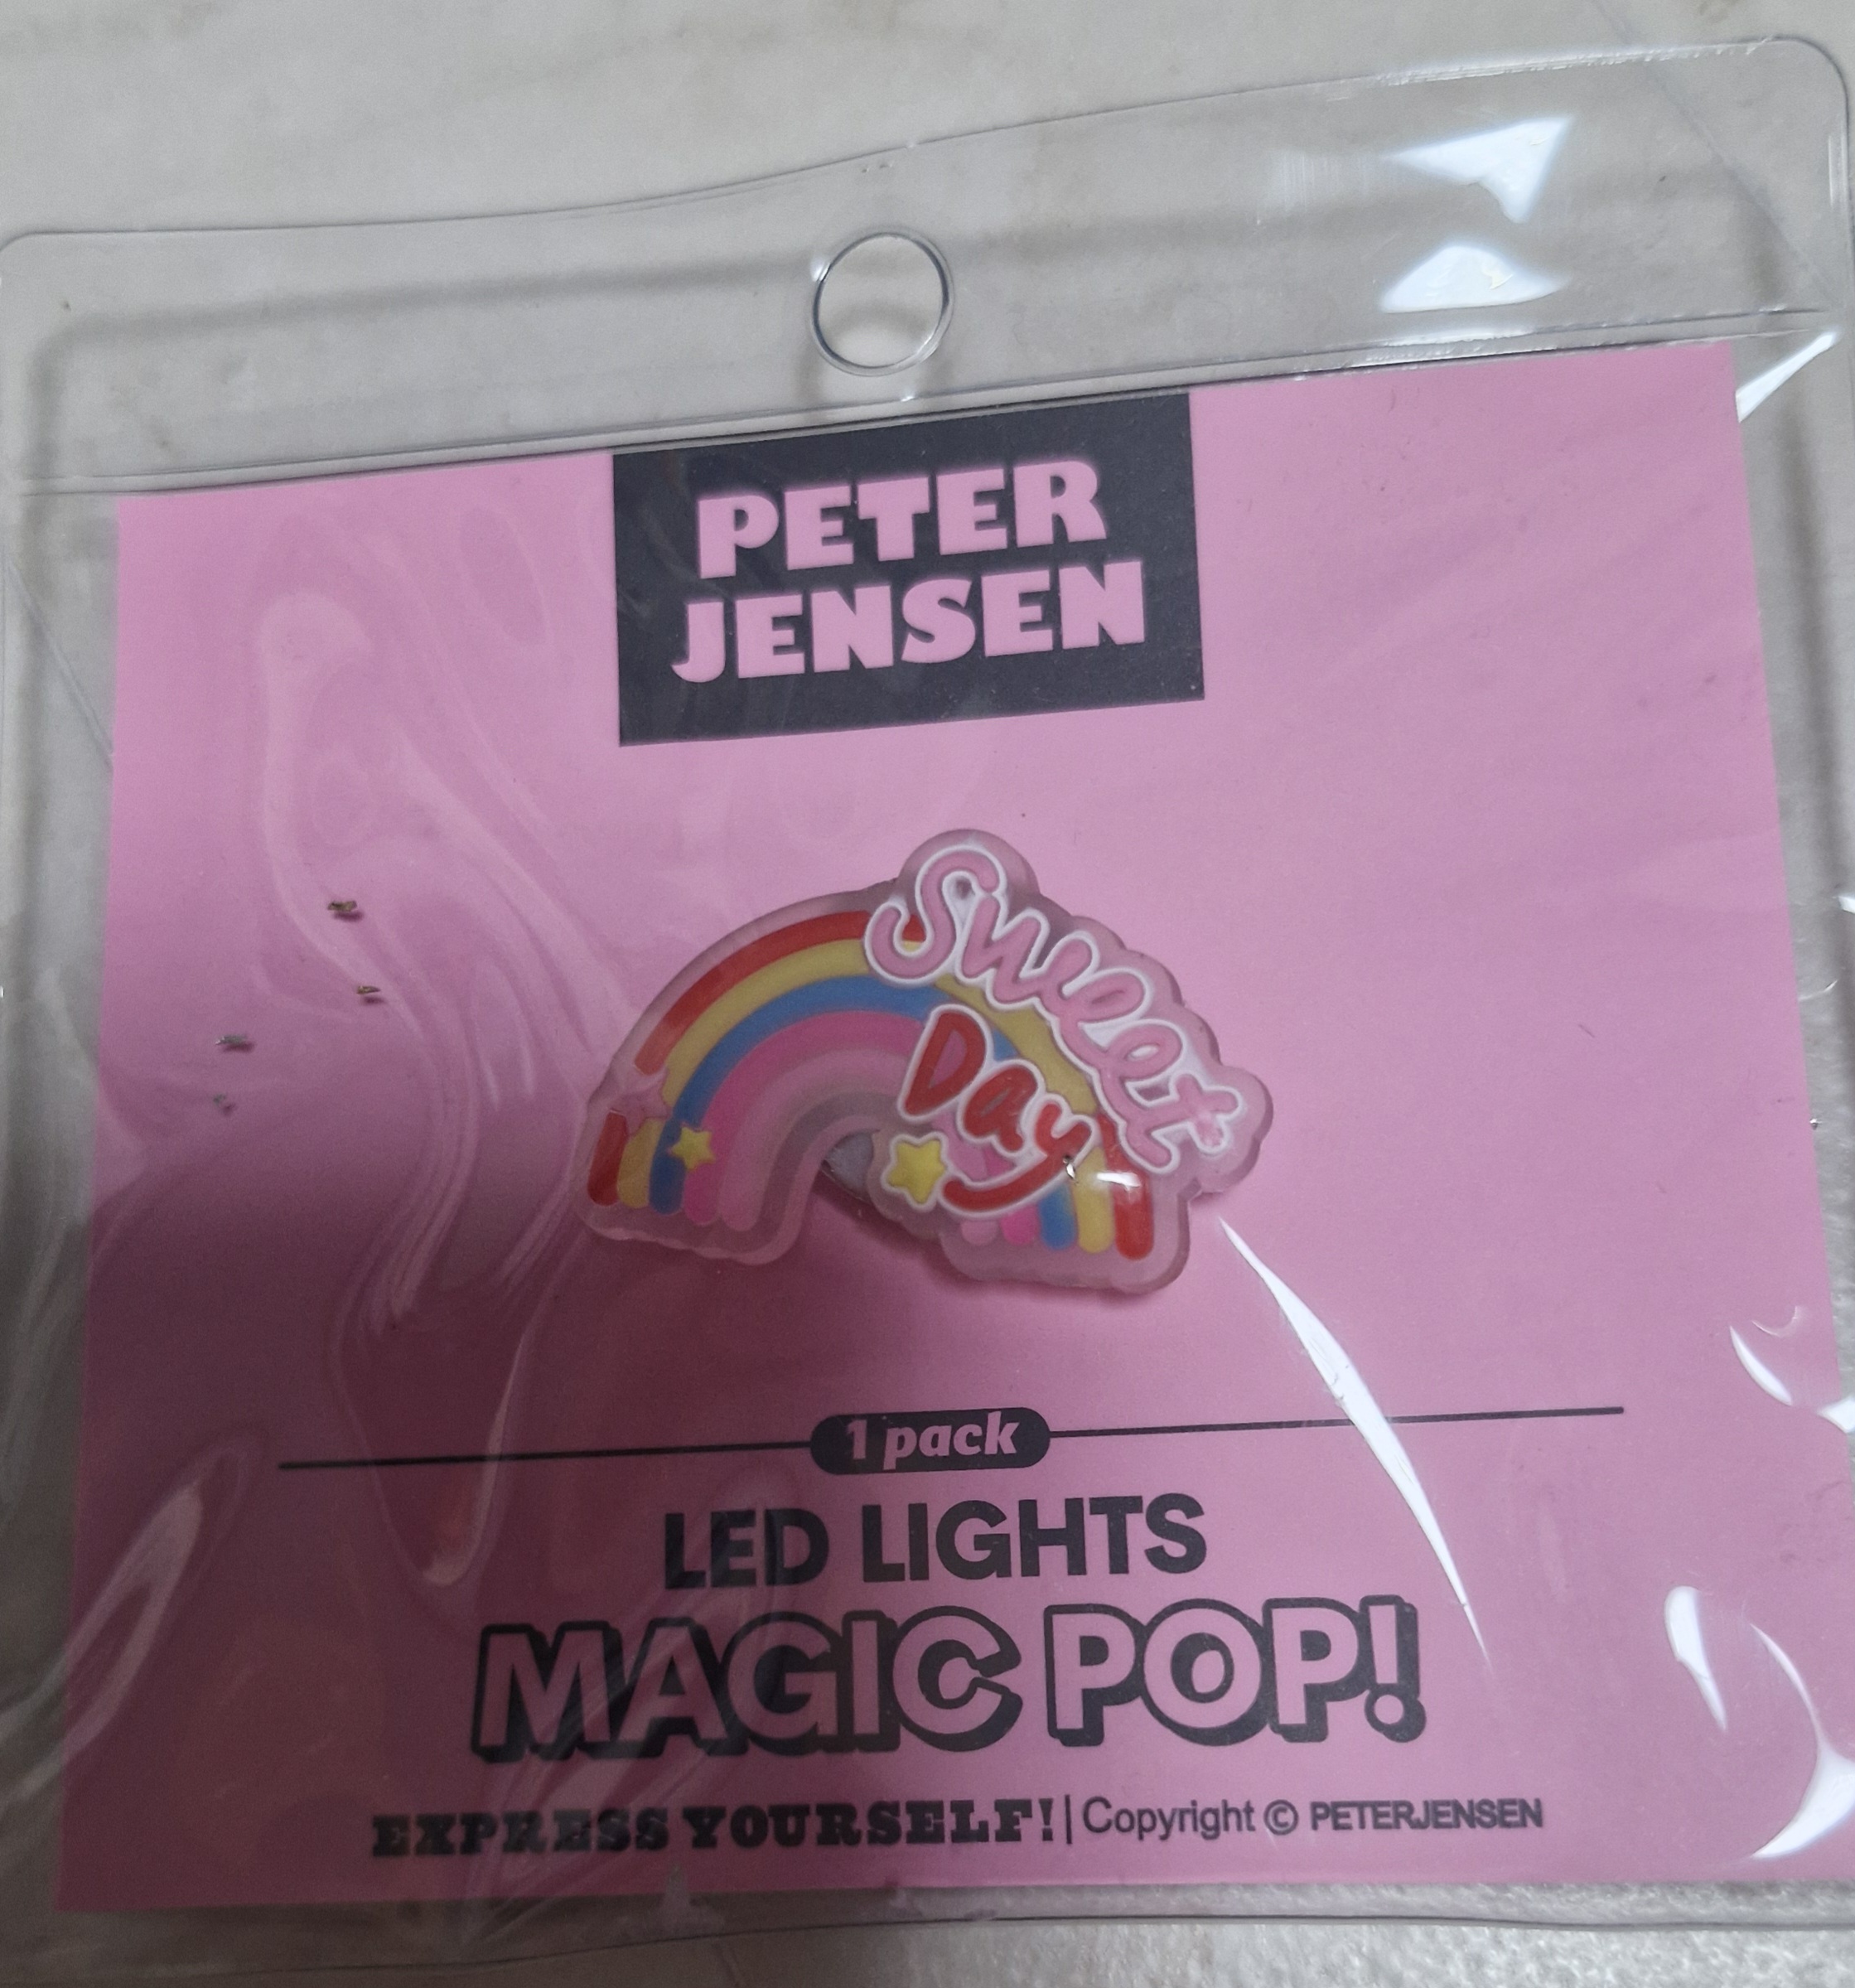 PETER
JENSEN
Sweet
Day
1 pack
LED LIGHTS
MAGIC POP!
EXPRESS YOURSELF! | Copyright © PETERJENSEN